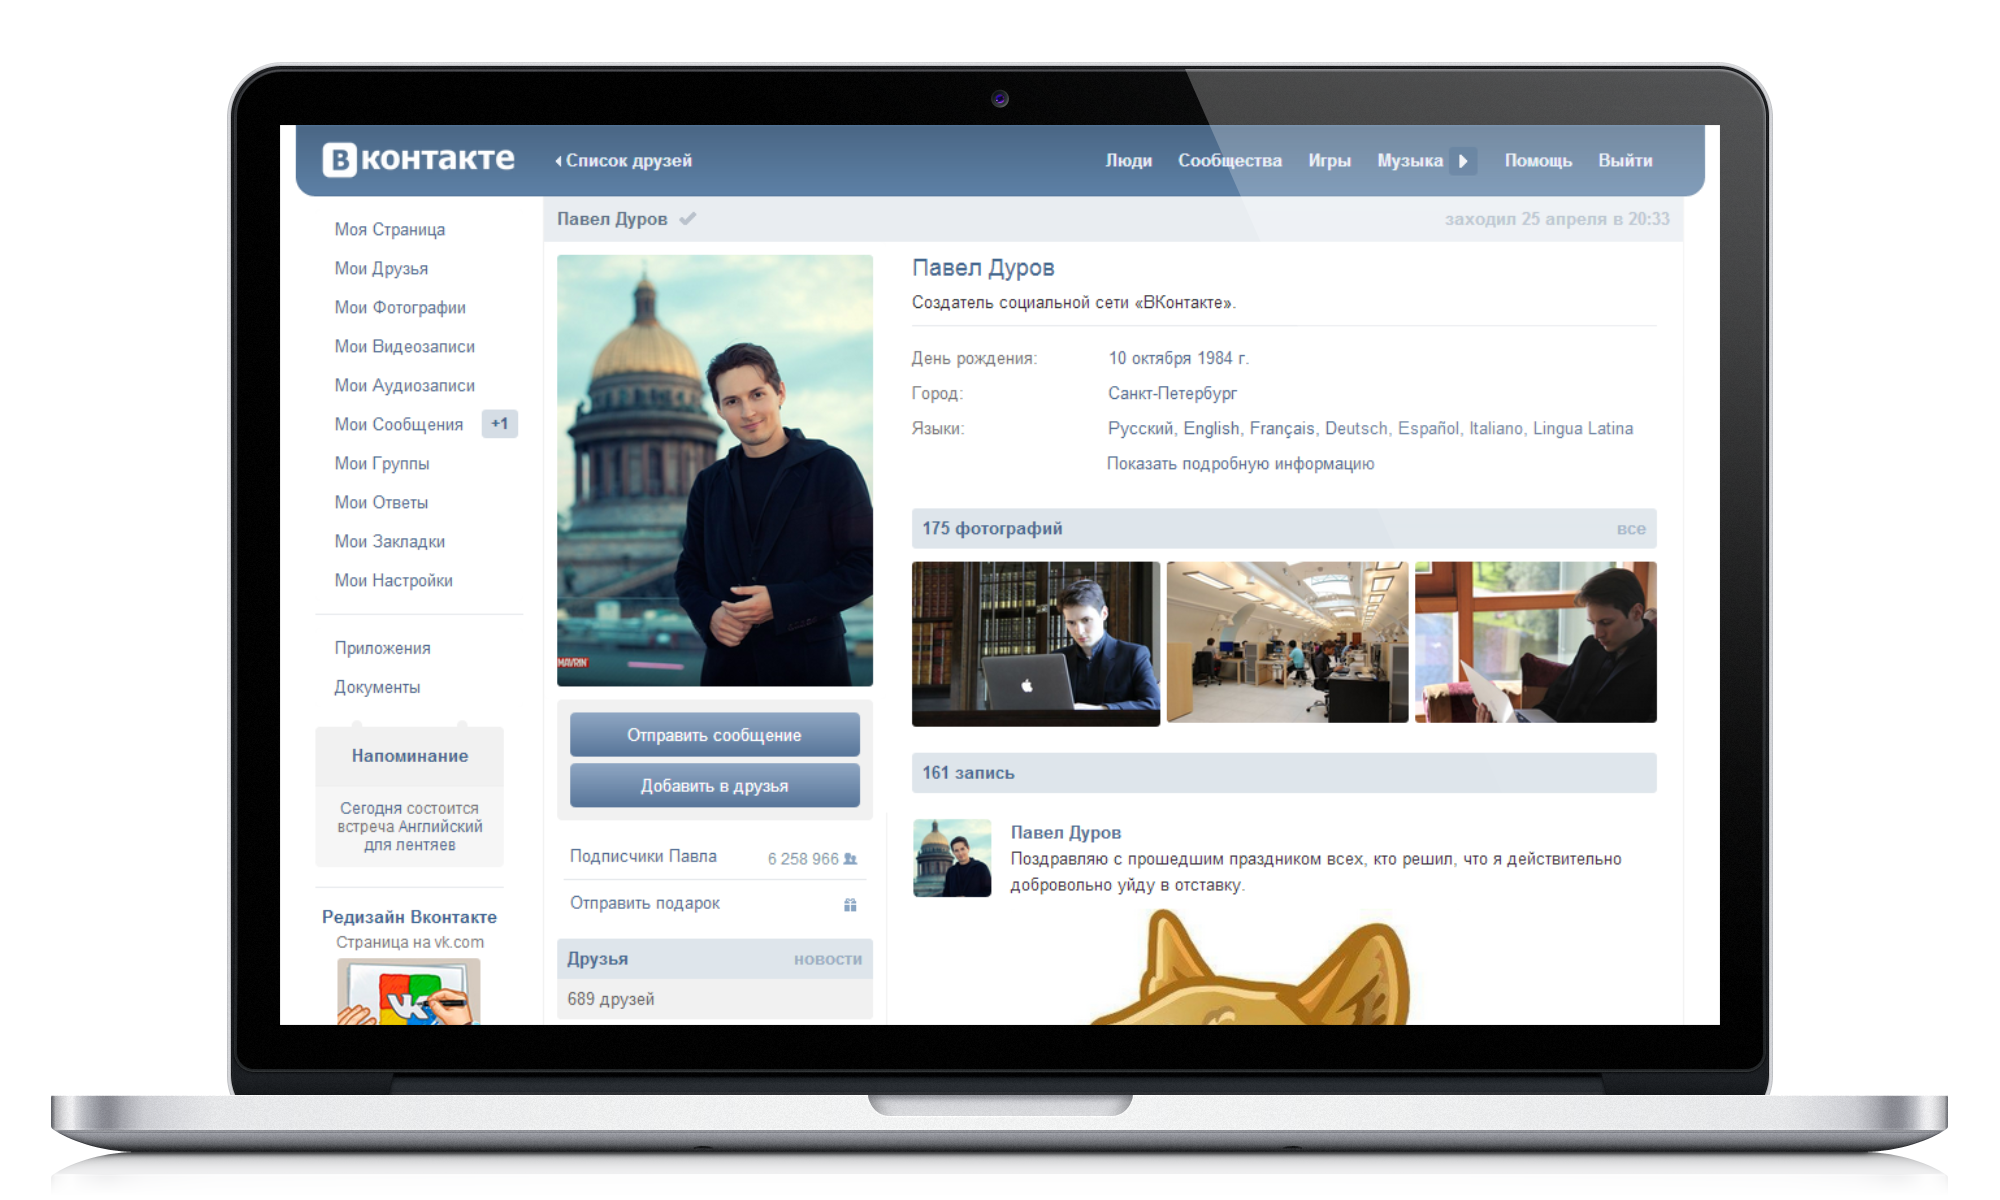 В контакте
Список друзей
Люди Сообщества Игры Музыка Помощь Выйти
Моя Страница
Мои Друзья
Мои Фотографии
Мои Видеозаписи
Мои Аудиозаписи
Мои Сообщения +1
Мои Группы
Мои Ответы
Мои Закладки
Мои Настройки
Приложения
Документы
Напоминание
Сегодня состоится
встреча Английский
для лентяев
Редизайн Вконтакте
Страница на vk.com
Павел Дуров
заходил 25 апреля в 20:33
MAVRIN
Отправить сообщение
Добавить в друзья
Подписчики Павла 6 258 966
Отправить подарок
Друзья новости
689 друзей
Павел Дуров
Создатель социальной сети «ВКонтакте».
День рождения: 10 октября 1984 г.
Город: Санкт-Петербург
Языки: Русский, English, Français, Deutsch, Español, Italiano, Lingua Latina
Показать подробную информацию
175 фотографий все
161 запись
Павел Дуров
Поздравляю с прошедшим праздником всех, кто решил, что я действительно
добровольно уйду в отставку.